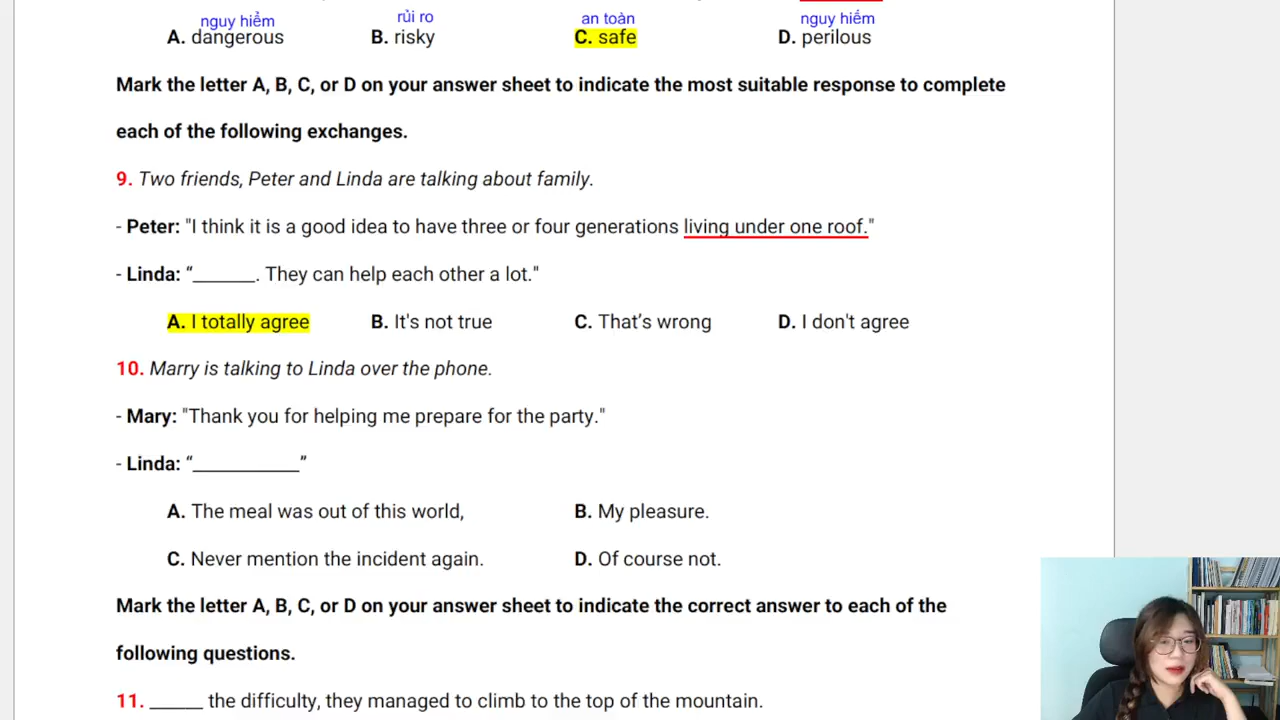 nguy hiểm rủi ro an toàn nguy hiểm
A. dangerous B. risky C. safe D. perilous
Mark the letter A, B, C, or D on your answer sheet to indicate the most suitable response to complete
each of the following exchanges.
9. Two friends, Peter and Linda are talking about family.
- Peter: "I think it is a good idea to have three or four generations living under one roof."
- Linda: “______. They can help each other a lot."
A. I totally agree B. It's not true C. That’s wrong D. I don't agree
10. Marry is talking to Linda over the phone.
- Mary: "Thank you for helping me prepare for the party."
- Linda: “__________”
A. The meal was out of this world, B. My pleasure.
C. Never mention the incident again. D. Of course not.
Mark the letter A, B, C, or D on your answer sheet to indicate the correct answer to each of the
following questions.
11. _____ the difficulty, they managed to climb to the top of the mountain.